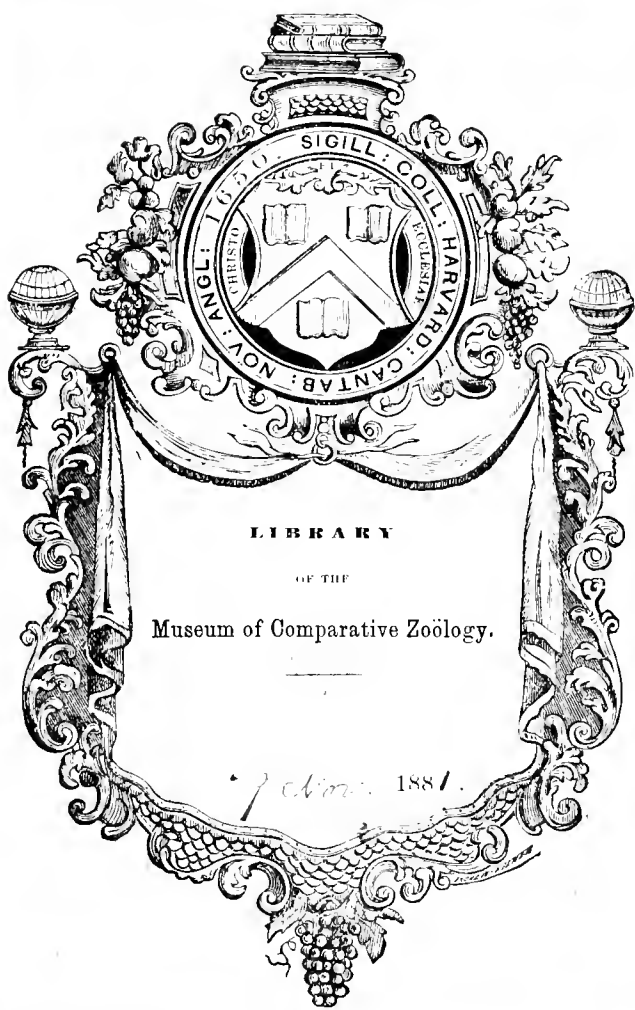 SIGILL: COLL: HARVARD: CANTAB: NOV: ANGL: 1650.
CHRISTO
ECCLESIAE
LIBRARY
OF THE
Museum of Comparative Zoölogy.
1881.